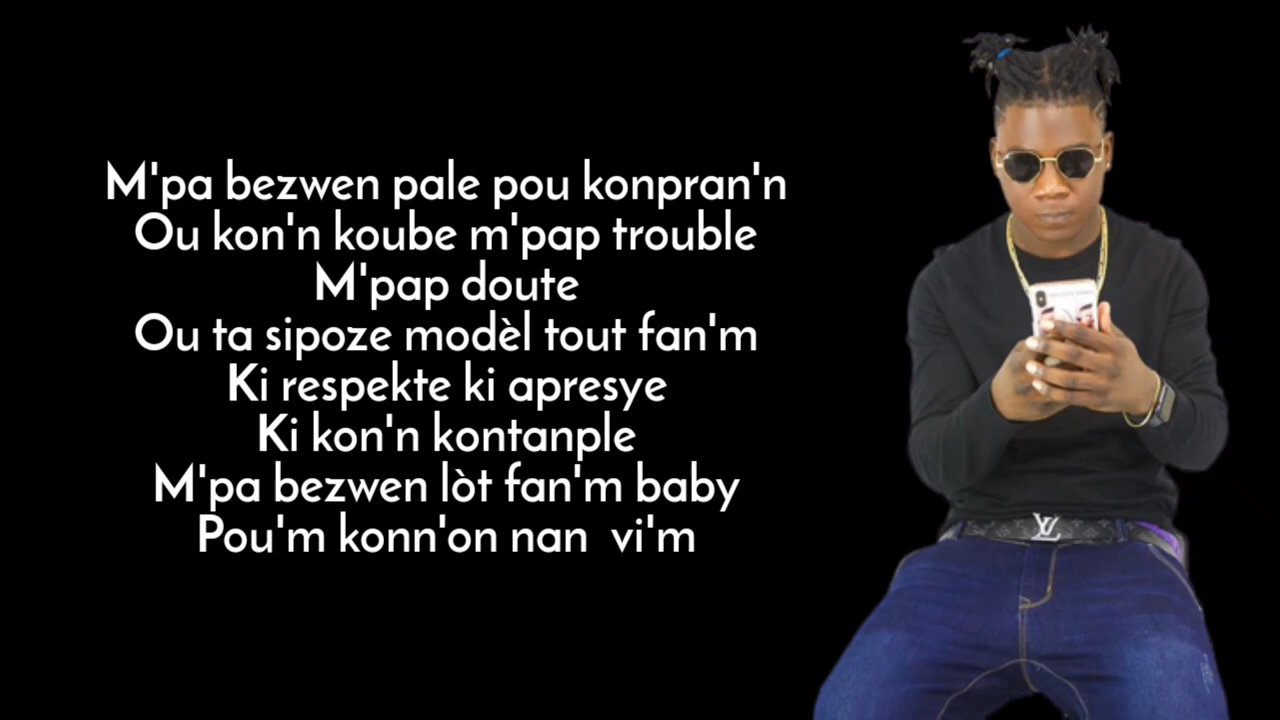 M'pa bezwen pale pou konpran'n
Ou kon'n koube m'pap trouble
M'pap doute
Ou ta sipoze modèl tout fan'm
Ki respekte ki apresye
Ki kon'n kontanple
M'pa bezwen lòt fan'm baby
Pou'm konn'on nan  vi'm